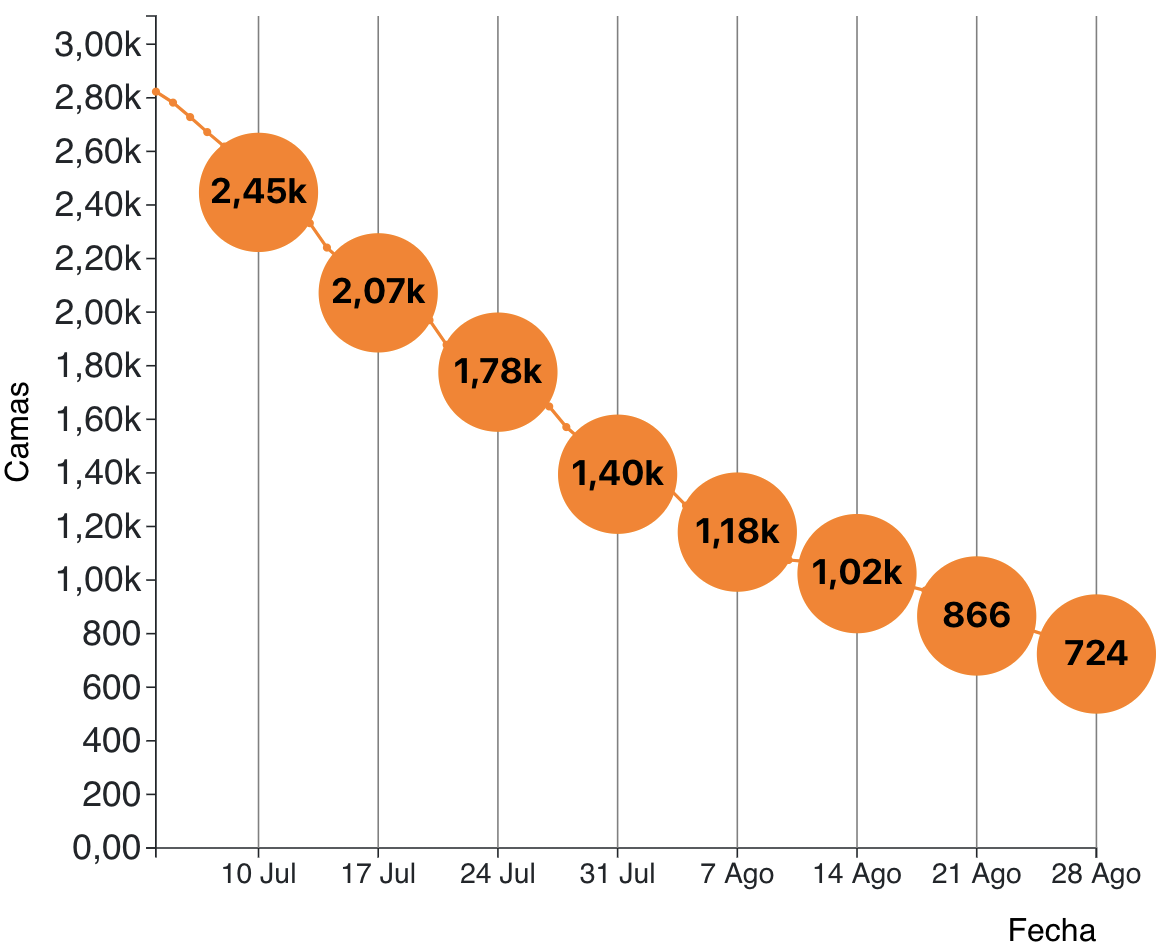 3,00k
2,80k
2,60k
2,40k
2,20k
2,00k
1,80k
1,60k
1,40k
1,20k
1,00k
800
600
400
200
0,00
Camas
2,45k
2,07k
1,78k
1,40k
1,18k
1,02k
866
724
10 Jul 17 Jul 24 Jul 31 Jul 7 Ago 14 Ago 21 Ago 28 Ago
Fecha